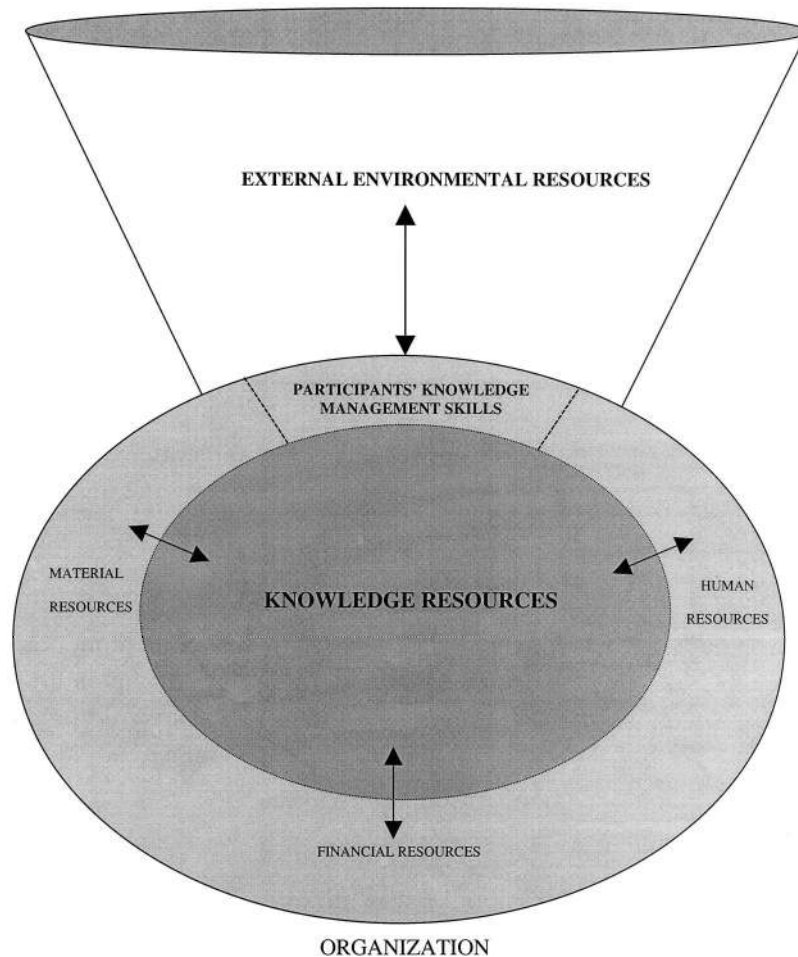 EXTERNAL ENVIRONMENTAL RESOURCES
PARTICIPANTS' KNOWLEDGE
MANAGEMENT SKILLS
MATERIAL
RESOURCES
KNOWLEDGE RESOURCES
HUMAN
RESOURCES
FINANCIAL RESOURCES
ORGANIZATION